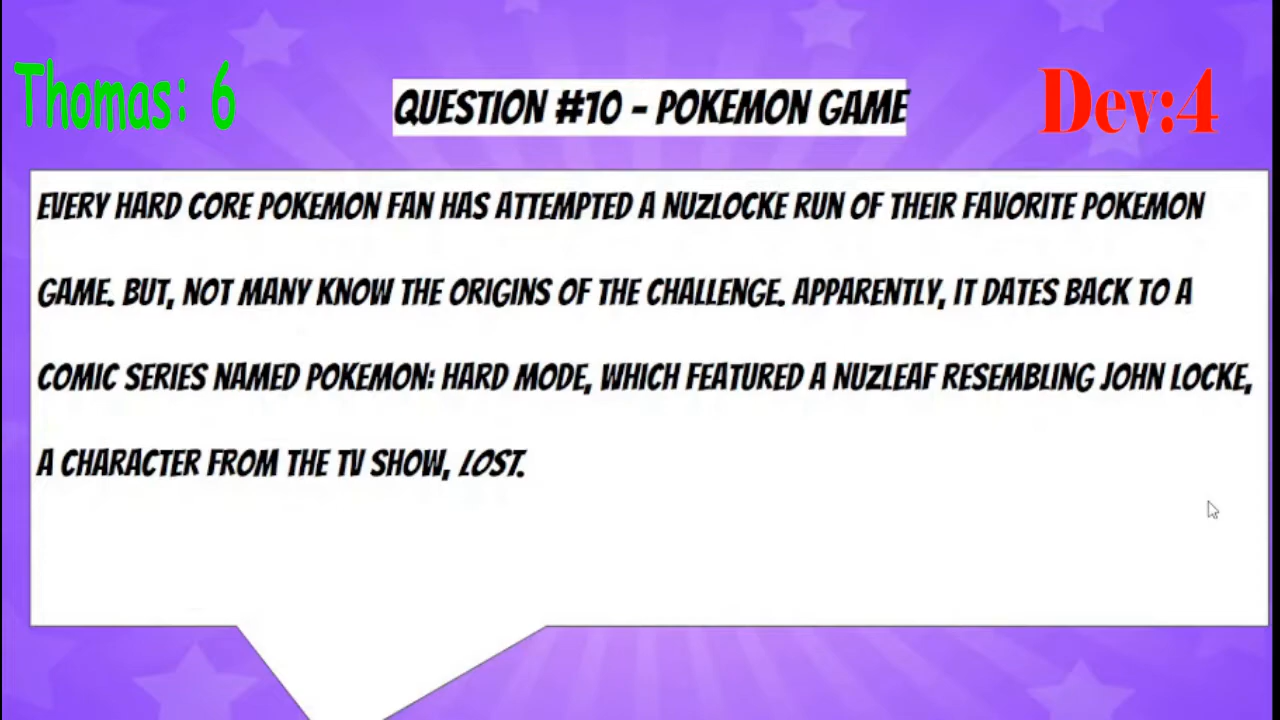 Thomas: 6
QUESTION #10 - POKEMON GAME
Dev:4
EVERY HARD CORE POKEMON FAN HAS ATTEMPTED A NUZLOCKE RUN OF THEIR FAVORITE POKEMON
GAME. BUT, NOT MANY KNOW THE ORIGINS OF THE CHALLENGE. APPARENTLY, IT DATES BACK TO A
COMIC SERIES NAMED POKEMON: HARD MODE, WHICH FEATURED A NUZLEAF RESEMBLING JOHN LOCKE,
A CHARACTER FROM THE TV SHOW, LOST.